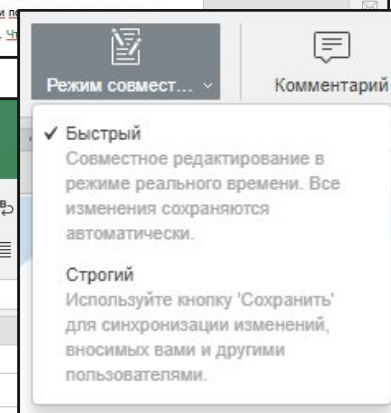 Режим совмест...
Комментарий
Быстрый
Совместное редактирование в
режиме реального времени. Все
изменения сохраняются
автоматически.
Строгий
Используйте кнопку 'Сохранить'
для синхронизации изменений,
вносимых вами и другими
пользователями.